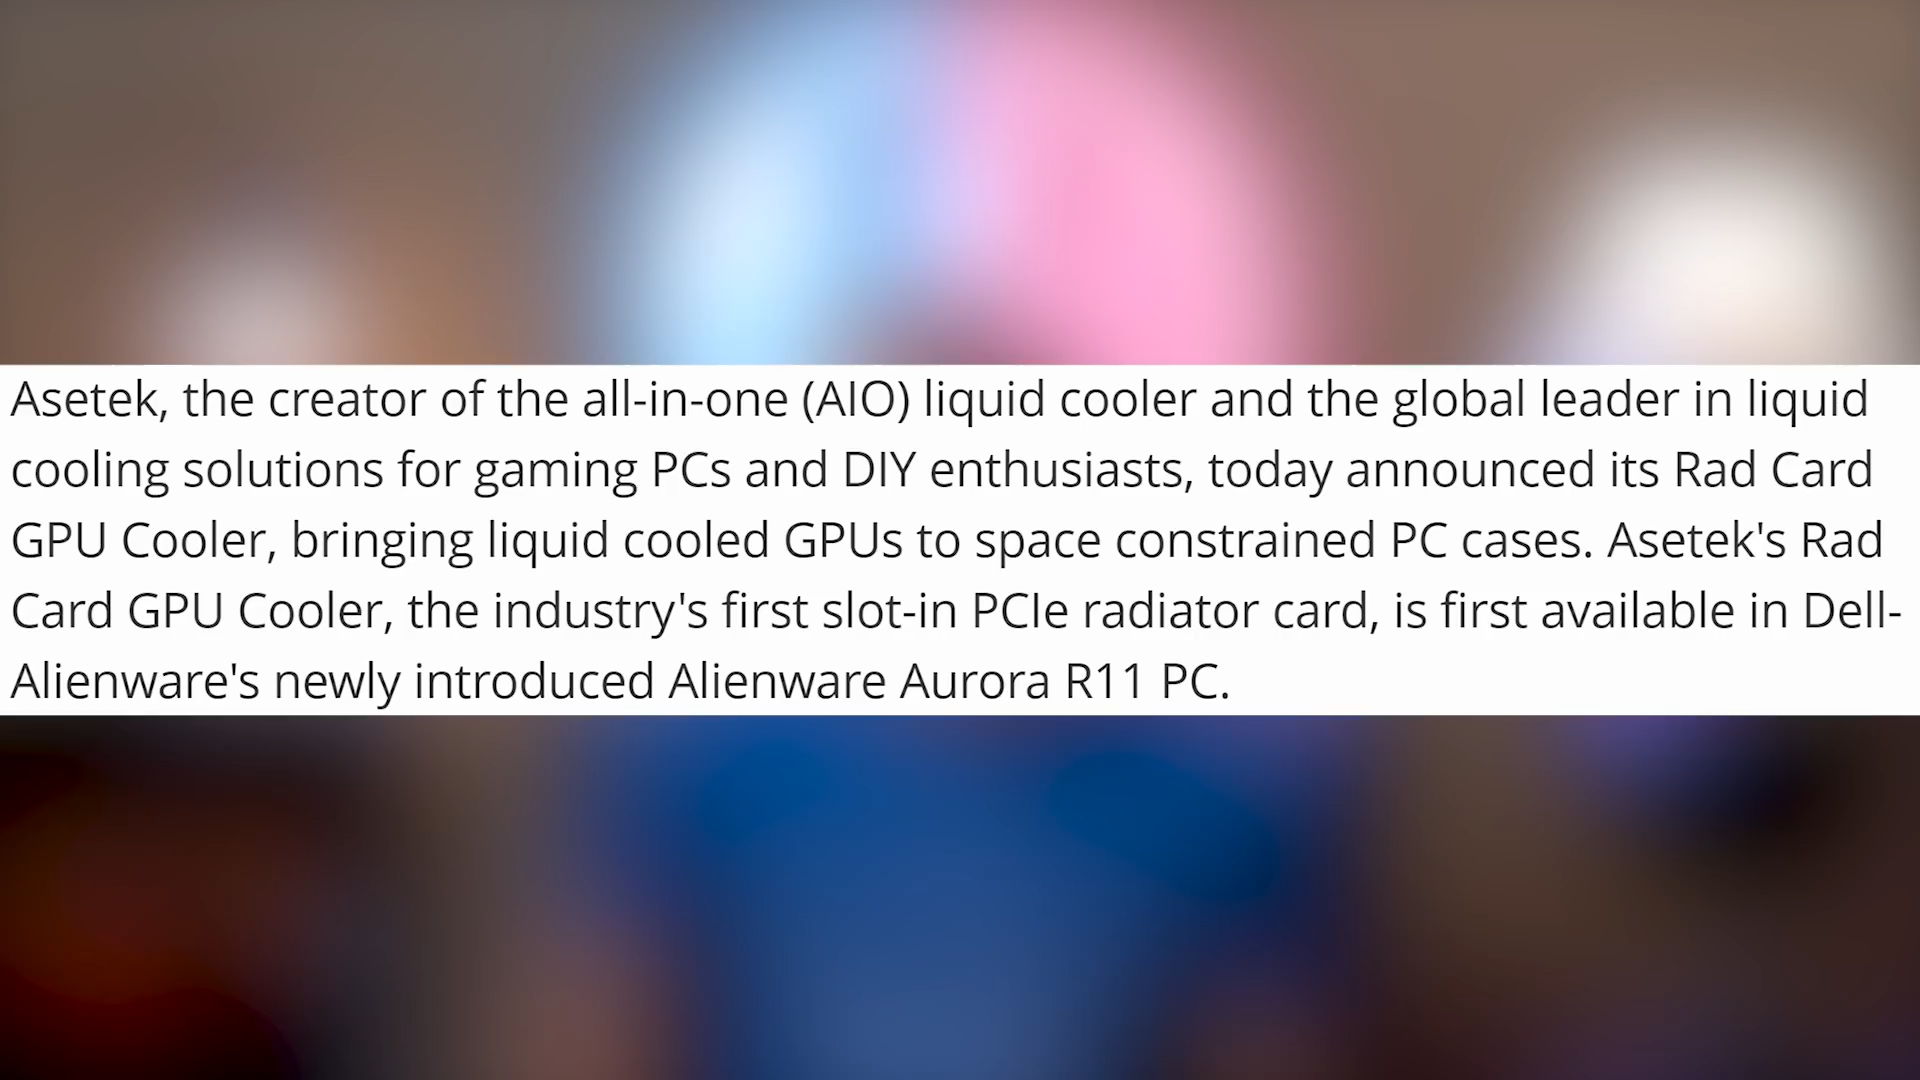 Asetek, the creator of the all-in-one (AIO) liquid cooler and the global leader in liquid
cooling solutions for gaming PCs and DIY enthusiasts, today announced its Rad Card
GPU Cooler, bringing liquid cooled GPUs to space constrained PC cases. Asetek's Rad
Card GPU Cooler, the industry's first slot-in PCIe radiator card, is first available in Dell-
Alienware's newly introduced Alienware Aurora R11 PC.